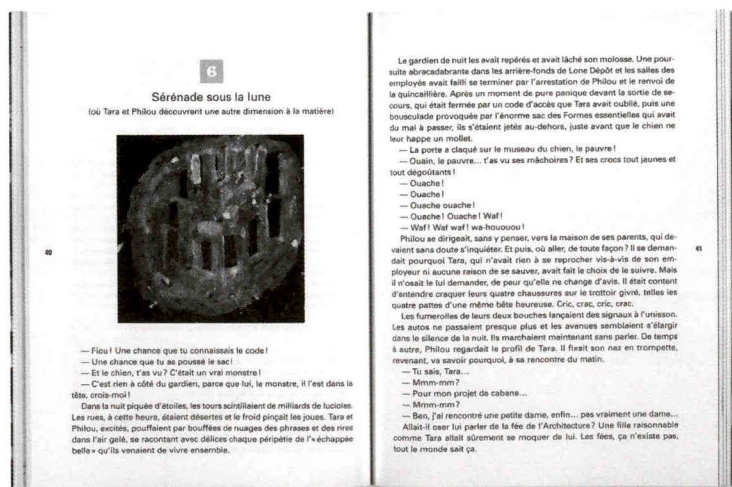 6
Sérénade sous la lune
(où Tara et Philou découvrent une autre dimension à la matière)
— Fiou ! Une chance que tu connaissais le code !
— Une chance que tu as poussé le sac !
— Et le chien, t'as vu ? C'était un vrai monstre !
— C'est rien à côté du gardien, parce que lui, le monstre, il l'est dans la
tête, crois-moi !
Dans la nuit piquée d'étoiles, les tours scintillaient de milliards de lucioles.
Les rues, à cette heure, étaient désertes et le froid pinçait les joues. Tara et
Philou, excités, pouffaient par bouffées de nuages des phrases et des rires
dans l'air gelé, se racontant avec délices chaque péripétie de l'« échappée
belle » qu'ils venaient de vivre ensemble.
40
Le gardien de nuit les avait repérés et avait lâché son molosse. Une pour-
suite abracadabrante dans les arrière-fonds de Lone Dépôt et les salles des
employés avait failli se terminer par l'arrestation de Philou et le renvoi de
la quincaillière. Après un moment de pure panique devant la sortie de se-
cours, qui était fermée par un code d'accès que Tara avait oublié, puis une
bousculade provoquée par l'énorme sac des Formes essentielles qui avait
du mal à passer, ils s'étaient jetés au-dehors, juste avant que le chien ne
leur happe un mollet.
— La porte a claqué sur le museau du chien, le pauvre !
— Ouain, le pauvre... t'as vu ses mâchoires ? Et ses crocs tout jaunes et
tout dégoûtants !
— Ouache !
— Ouache !
— Ouache ouache !
— Ouache ! Ouache ! Waf !
— Waf ! Waf waf ! wa-hououou !
Philou se dirigeait, sans y penser, vers la maison de ses parents, qui de-
vaient sans doute s'inquiéter. Et puis, où aller, de toute façon ? Il se deman-
dait pourquoi Tara, qui n'avait rien à se reprocher vis-à-vis de son em-
ployeur ni aucune raison de se sauver, avait fait le choix de le suivre. Mais
il n'osait le lui demander, de peur qu'elle ne change d'avis. Il était content
d'entendre craquer leurs quatre chaussures sur le trottoir givré, telles les
quatre pattes d'une même bête heureuse. Cric, crac, cric, crac.
Les fumerolles de leurs deux bouches lançaient des signaux à l'unisson.
Les autos ne passaient presque plus et les avenues semblaient s'élargir
dans le silence de la nuit. Ils marchaient maintenant sans parler. De temps
à autre, Philou regardait le profil de Tara. Il fixait son nez en trompette,
revenant, va savoir pourquoi, à sa rencontre du matin.
— Tu sais, Tara...
— Mmm-mm ?
— Pour mon projet de cabane...
— Mmm-mm ?
— Ben, j'ai rencontré une petite dame, enfin... pas vraiment une dame...
Allait-il oser lui parler de la fée de l'Architecture ? Une fille raisonnable
comme Tara allait sûrement se moquer de lui. Les fées, ça n'existe pas,
tout le monde sait ça.
41